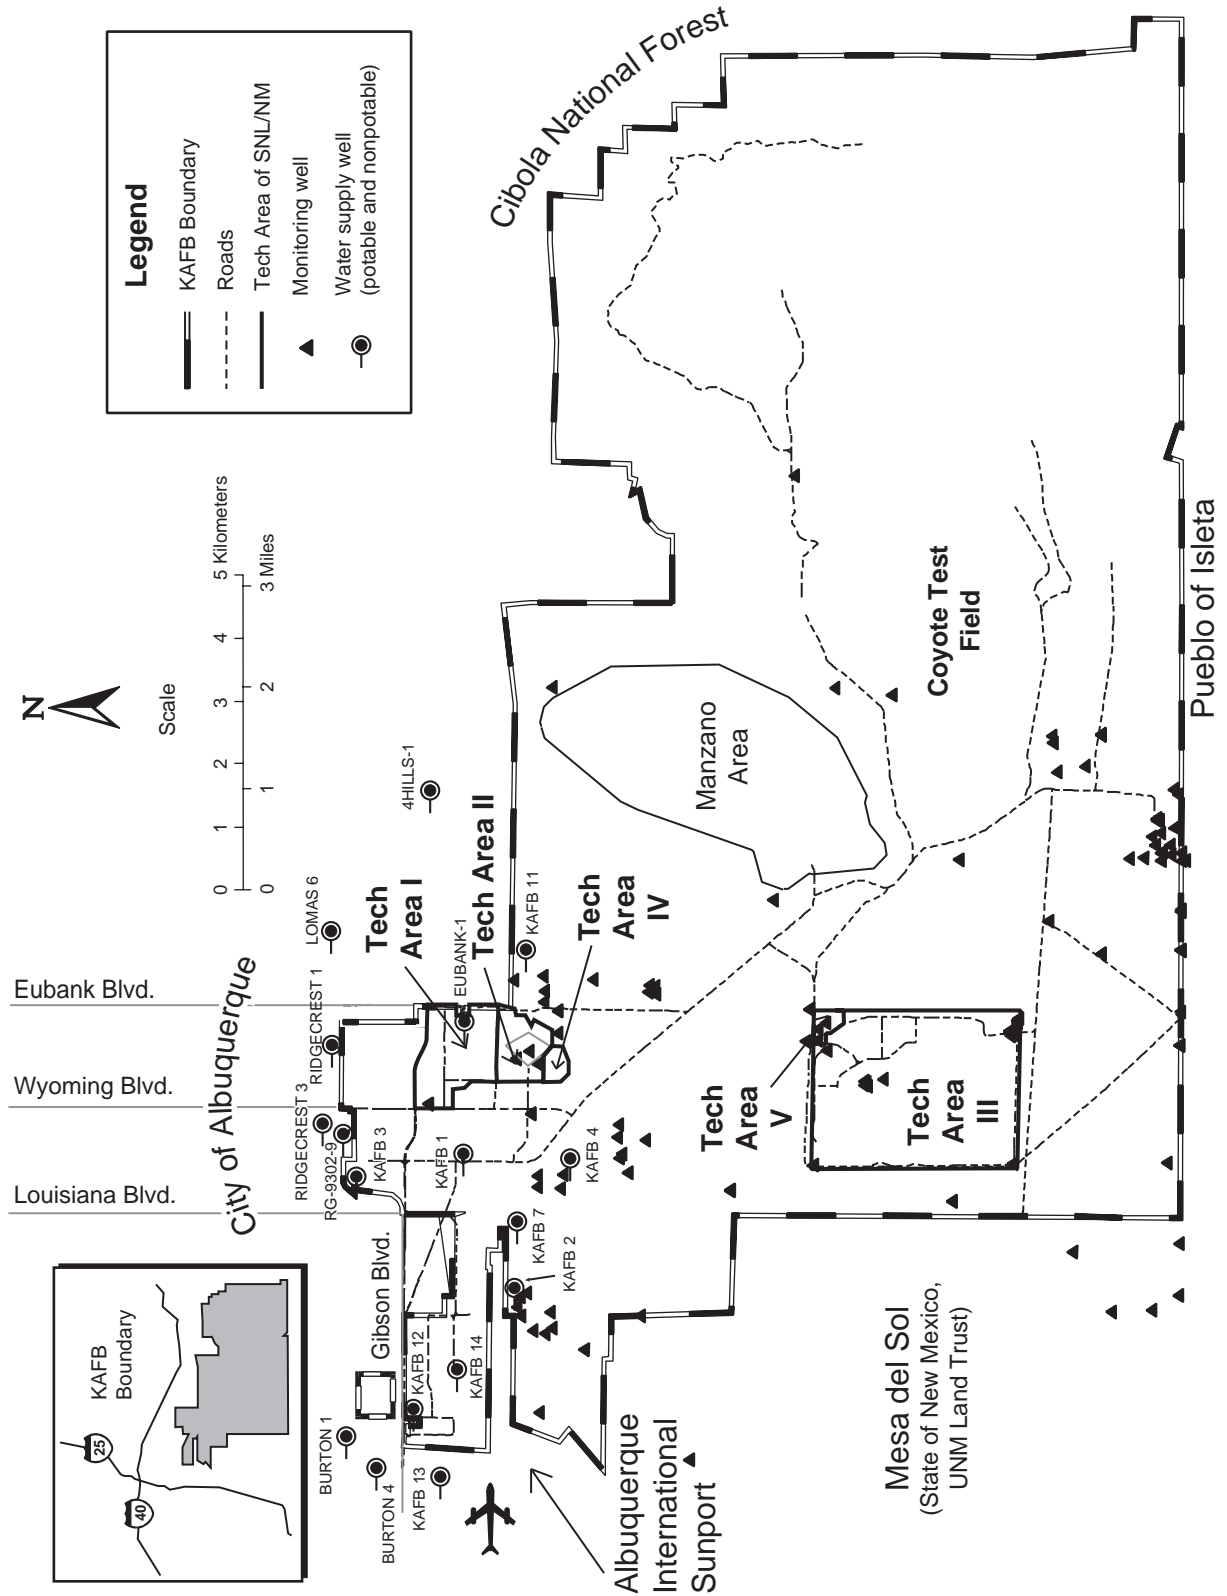 Legend
KAFB Boundary
Roads
Tech Area of SNL/NM
Monitoring well
Water supply well
(potable and nonpotable)
N
Scale
0
1
2
3
4
5 Kilometers
0
1
2
3 Miles
KAFB
Boundary
25
40
Cibola National Forest
City of Albuquerque
Louisiana Blvd.
Wyoming Blvd.
Eubank Blvd.
Gibson Blvd.
BURTON 1
BURTON 4
KAFB 13
KAFB 12
KAFB 14
RIDGECREST 3
RG-9302-9
KAFB 3
RIDGECREST 1
LOMAS 6
4HILLS-1
KAFB 1
EUBANK-1
KAFB 11
KAFB 4
KAFB 7
KAFB 2
Tech
Area I
Tech Area II
Tech
Area
IV
Manzano
Area
Coyote Test
Field
Tech
Area
V
Tech
Area
III
Albuquerque
International
Sunport
Mesa del Sol
(State of New Mexico,
UNM Land Trust)
Pueblo of Isleta